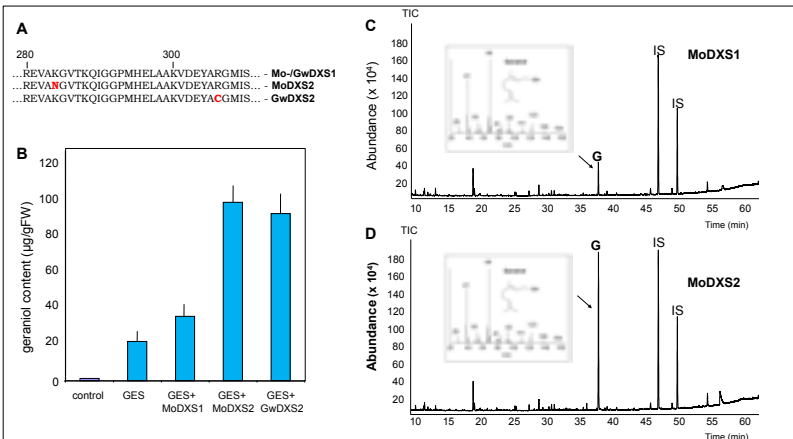 A
280 300
...REVAKGVTKQIGGPMHELAAKVDEYARGMIS... - Mo-/GwDXS1
...REVANGVTKQIGGPMHELAAKVDEYARGMIS... - MoDXS2
...REVAKGVTKQIGGPMHELAAKVDEYACGMIS... - GwDXS2
B
geraniol content (µg/gFW)
120
100
80
60
40
20
0
control GES GES+ GES+ GES+
MoDXS1 MoDXS2 GwDXS2
C
TIC
MoDXS1
Abundance (x 10⁴)
180
160
140
120
100
80
60
40
20
G IS IS
10 15 20 25 30 35 40 45 50 55 60
Time (min)
D
TIC
MoDXS2
Abundance (x 10⁴)
180
160
140
120
100
80
60
40
20
G IS IS
10 15 20 25 30 35 40 45 50 55 60
Time (min)